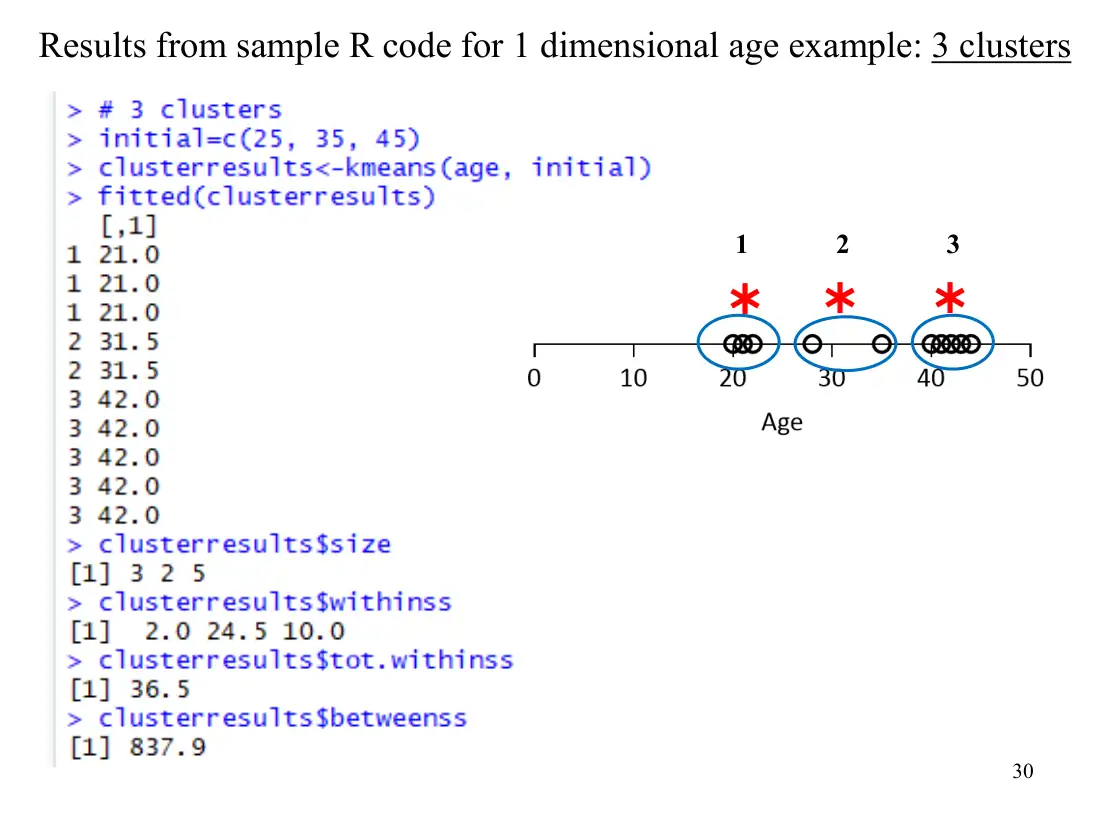 Results from sample R code for 1 dimensional age example: 3 clusters
> # 3 clusters
> initial=c(25, 35, 45)
> clusterresults<-kmeans(age, initial)
> fitted(clusterresults)
[,1]
1 21.0
1 21.0
1 21.0
2 31.5
2 31.5
3 42.0
3 42.0
3 42.0
3 42.0
3 42.0
> clusterresults$size
[1] 3 2 5
> clusterresults$withinss
[1]  2.0 24.5 10.0
> clusterresults$tot.withinss
[1] 36.5
> clusterresults$betweenss
[1] 837.9
1 2 3
* * *
0 10 20 30 40 50
Age
30